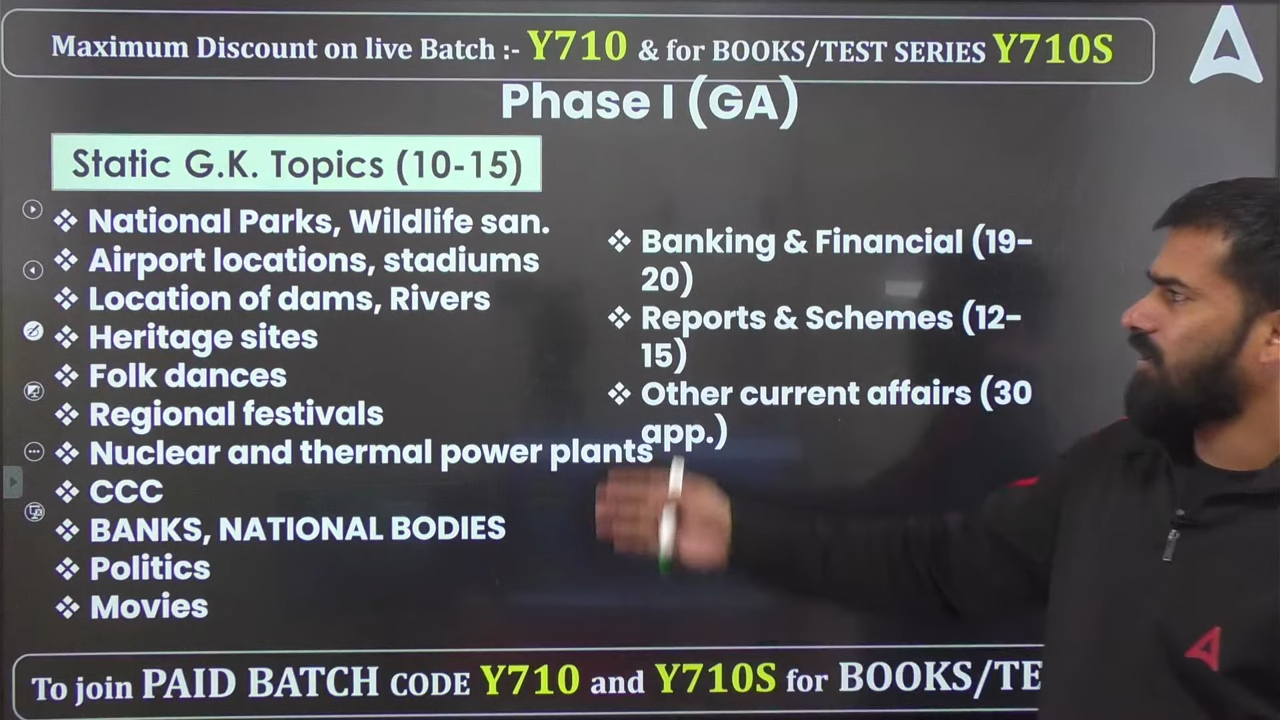 Maximum Discount on live Batch :- Y710 & for BOOKS/TEST SERIES Y710S
Phase I (GA)
Static G.K. Topics (10-15)
❖ National Parks, Wildlife san.
❖ Airport locations, stadiums
❖ Location of dams, Rivers
❖ Heritage sites
❖ Folk dances
❖ Regional festivals
❖ Nuclear and thermal power plants
❖ CCC
❖ BANKS, NATIONAL BODIES
❖ Politics
❖ Movies
❖ Banking & Financial (19-
20)
❖ Reports & Schemes (12-
15)
❖ Other current affairs (30
app.)
To join PAID BATCH CODE Y710 and Y710S for BOOKS/TE